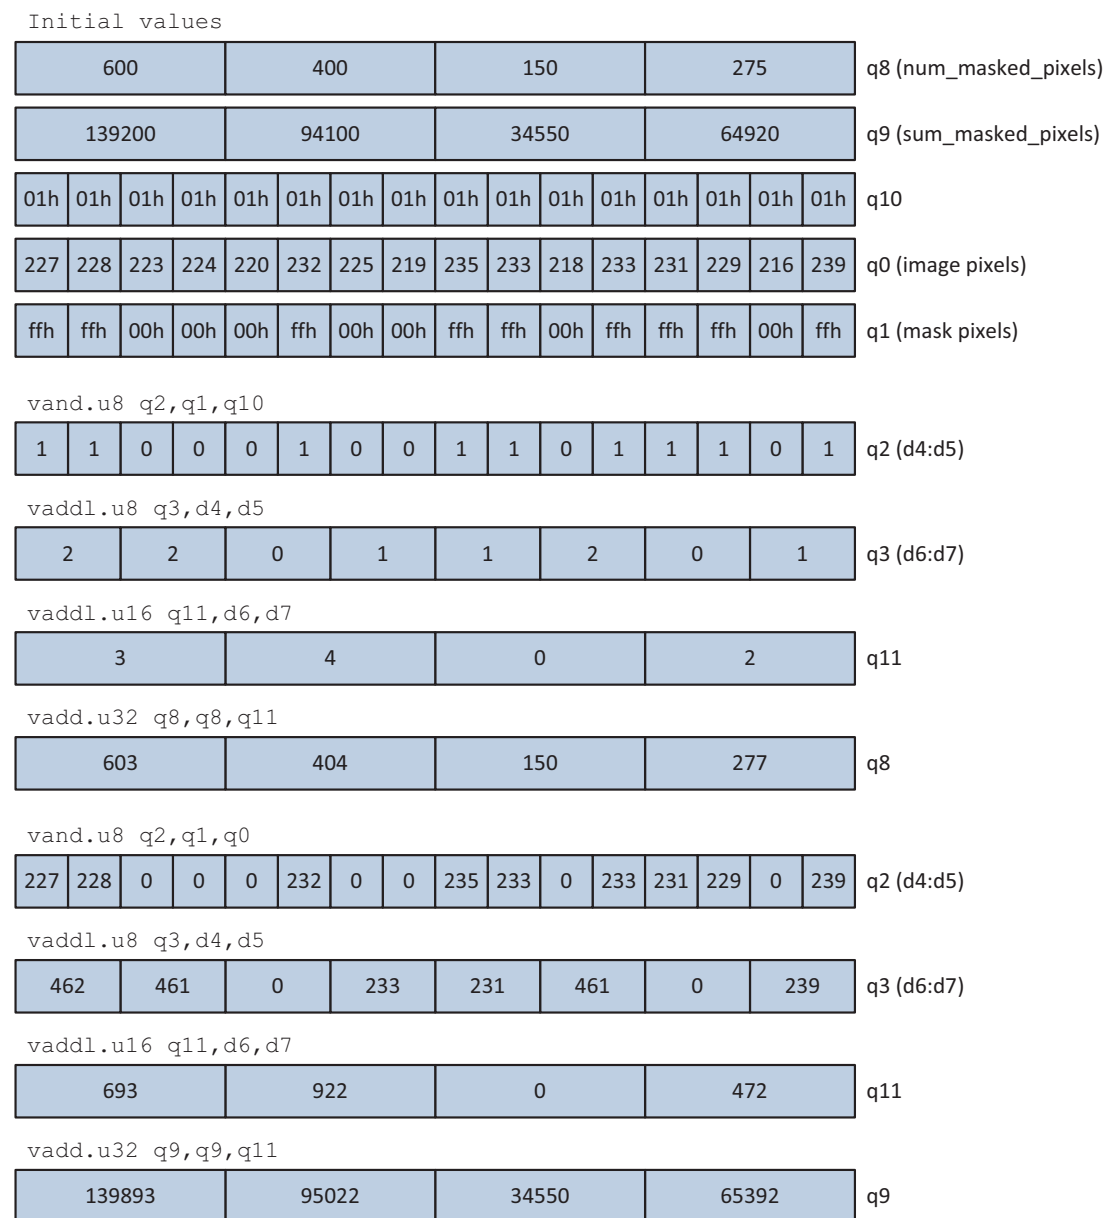 Initial values
600 400 150 275 q8 (num_masked_pixels)
139200 94100 34550 64920 q9 (sum_masked_pixels)
01h 01h 01h 01h 01h 01h 01h 01h 01h 01h 01h 01h 01h 01h 01h 01h q10
227 228 223 224 220 232 225 219 235 233 218 233 231 229 216 239 q0 (image pixels)
ffh ffh 00h 00h 00h ffh 00h 00h ffh ffh 00h ffh ffh ffh 00h ffh q1 (mask pixels)
vand.u8 q2,q1,q10
1 1 0 0 0 1 0 0 1 1 0 1 1 1 0 1 q2 (d4:d5)
vaddl.u8 q3,d4,d5
2 2 0 1 1 2 0 1 q3 (d6:d7)
vaddl.u16 q11,d6,d7
3 4 0 2 q11
vadd.u32 q8,q8,q11
603 404 150 277 q8
vand.u8 q2,q1,q0
227 228 0 0 0 232 0 0 235 233 0 233 231 229 0 239 q2 (d4:d5)
vaddl.u8 q3,d4,d5
462 461 0 233 231 461 0 239 q3 (d6:d7)
vaddl.u16 q11,d6,d7
693 922 0 472 q11
vadd.u32 q9,q9,q11
139893 95022 34550 65392 q9